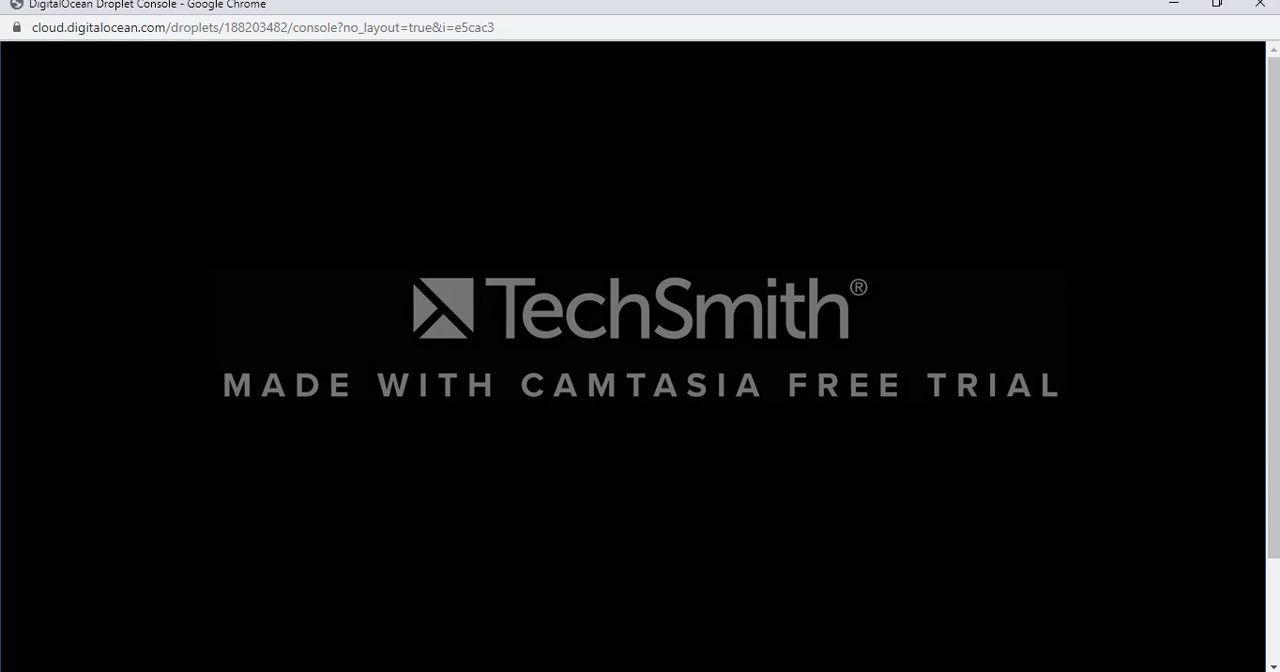 DigitalOcean Droplet Console - Google Chrome
cloud.digitalocean.com/droplets/188203482/console?no_layout=true&i=e5cac3
TechSmith®
MADE WITH CAMTASIA FREE TRIAL